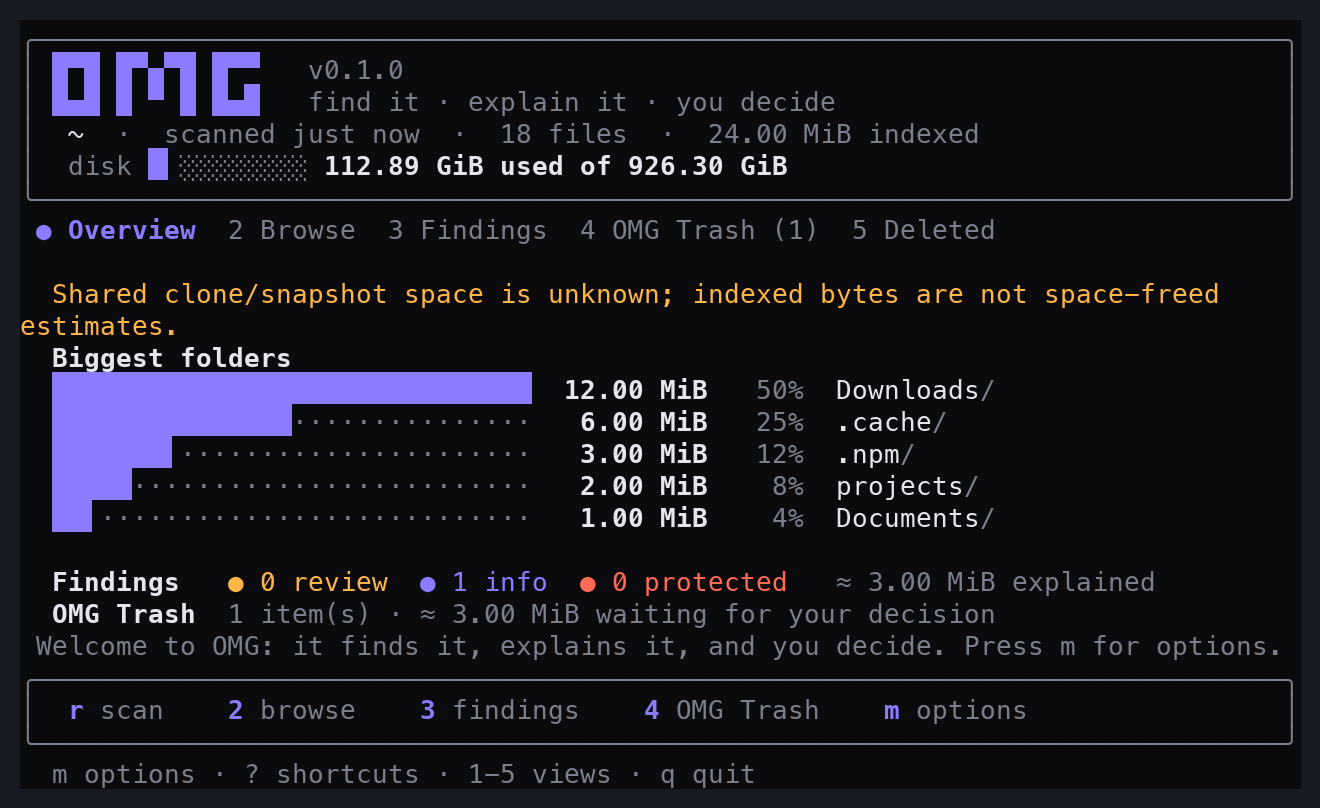 OMG v0.1.0
find it · explain it · you decide
~ · scanned just now · 18 files · 24.00 MiB indexed
disk 112.89 GiB used of 926.30 GiB
● Overview 2 Browse 3 Findings 4 OMG Trash (1) 5 Deleted
Shared clone/snapshot space is unknown; indexed bytes are not space-freed
estimates.
Biggest folders
12.00 MiB 50% Downloads/
6.00 MiB 25% .cache/
3.00 MiB 12% .npm/
2.00 MiB 8% projects/
1.00 MiB 4% Documents/
Findings ● 0 review ● 1 info ● 0 protected ≈ 3.00 MiB explained
OMG Trash 1 item(s) · ≈ 3.00 MiB waiting for your decision
Welcome to OMG: it finds it, explains it, and you decide. Press m for options.
r scan 2 browse 3 findings 4 OMG Trash m options
m options · ? shortcuts · 1–5 views · q quit